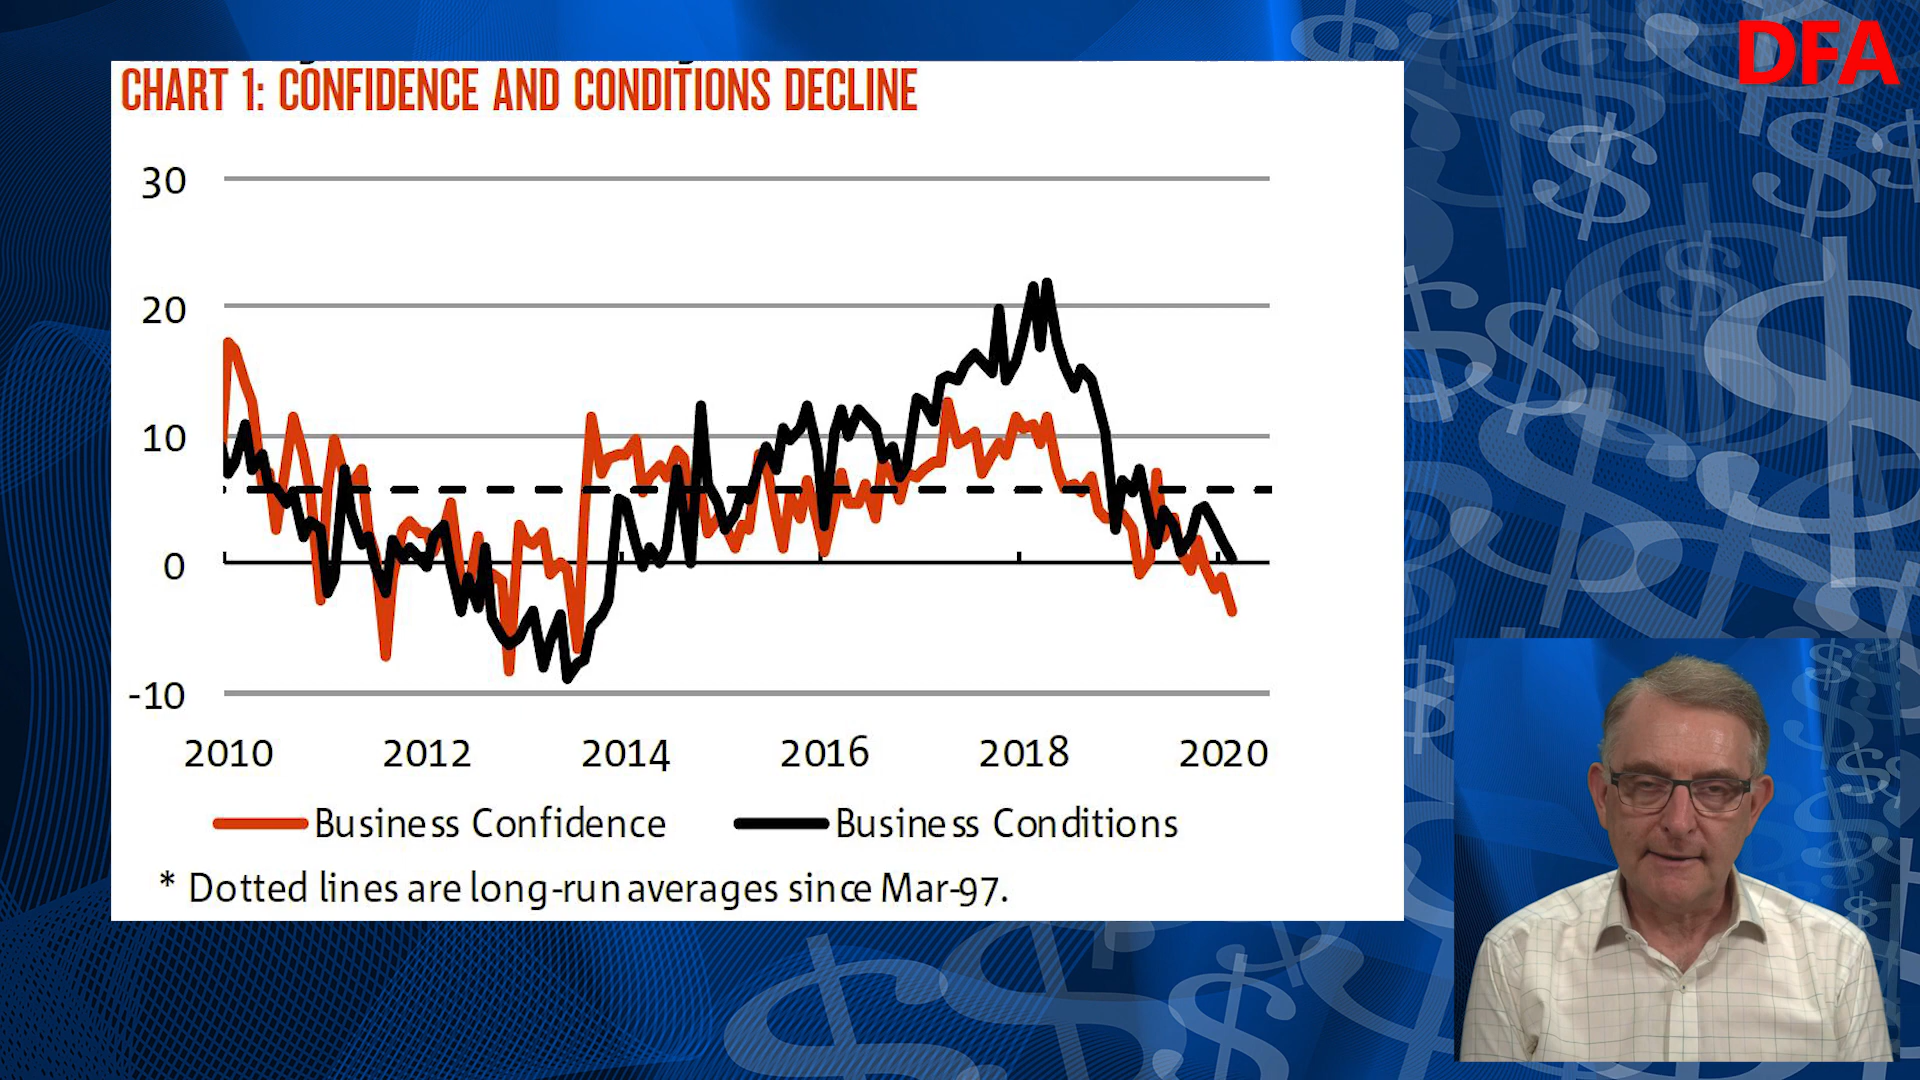 DFA
CHART 1: CONFIDENCE AND CONDITIONS DECLINE
30
20
10
0
-10
2010 2012 2014 2016 2018 2020
Business Confidence Business Conditions
* Dotted lines are long-run averages since Mar-97.